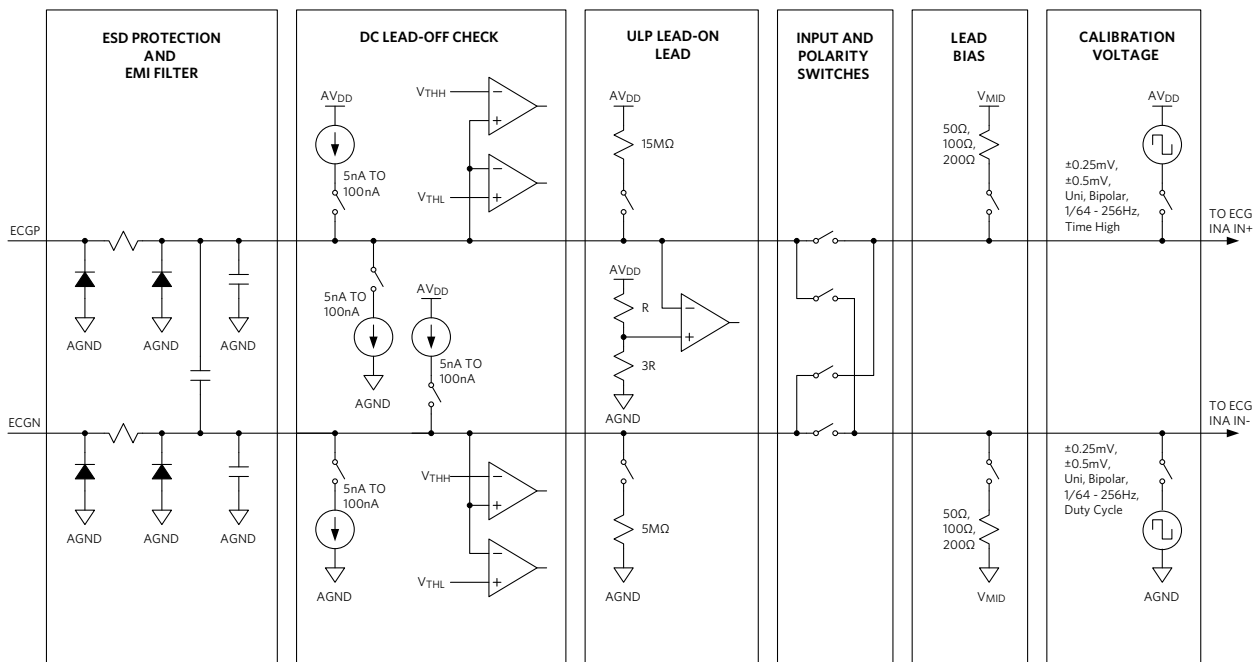 ESD PROTECTION
AND
EMI FILTER
DC LEAD-OFF CHECK
ULP LEAD-ON
LEAD
INPUT AND
POLARITY
SWITCHES
LEAD
BIAS
CALIBRATION
VOLTAGE
AVDD
5nA TO
100nA
VTHH
VTHL
AVDD
15MΩ
VMID
50Ω,
100Ω,
200Ω
AVDD
±0.25mV,
±0.5mV,
Uni, Bipolar,
1/64 - 256Hz,
Time High
ECGP
TO ECG
INA IN+
AGND
AGND
AGND
5nA TO
100nA
AGND
AVDD
5nA TO
100nA
AVDD
R
3R
AGND
ECGN
TO ECG
INA IN-
AGND
AGND
AGND
5nA TO
100nA
AGND
VTHH
VTHL
5MΩ
AGND
50Ω,
100Ω,
200Ω
VMID
±0.25mV,
±0.5mV,
Uni, Bipolar,
1/64 - 256Hz,
Duty Cycle
AGND